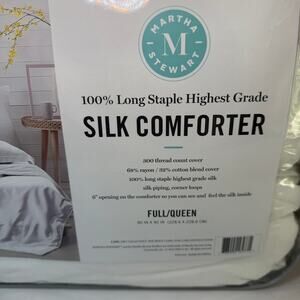 MARTHA
M
STEWART
100% Long Staple Highest Grade
SILK COMFORTER
300 thread count cover
68% rayon / 32% cotton blend cover
100% long staple highest grade silk
silk piping, corner loops
6" opening on the comforter so you can see and feel the silk inside
FULL/QUEEN